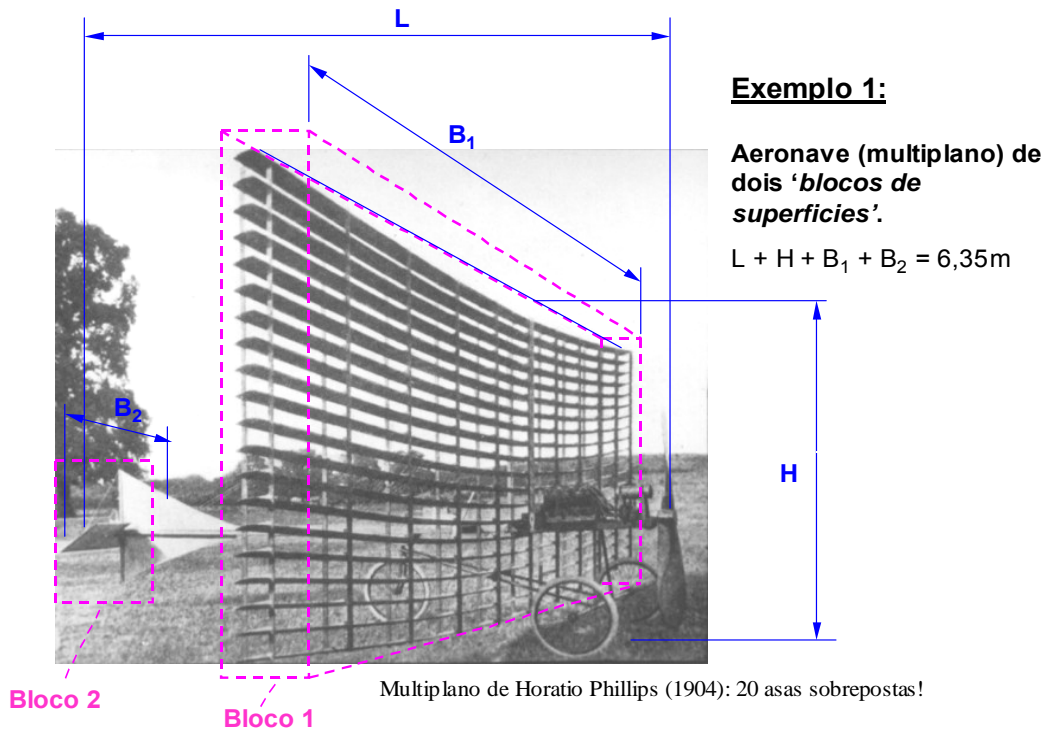 L
B₁
Exemplo 1:
Aeronave (multiplano) de
dois ‘blocos de
superficies’.
L + H + B₁ + B₂ = 6,35m
B₂
H
Bloco 2
Bloco 1
Multiplano de Horatio Phillips (1904): 20 asas sobrepostas!